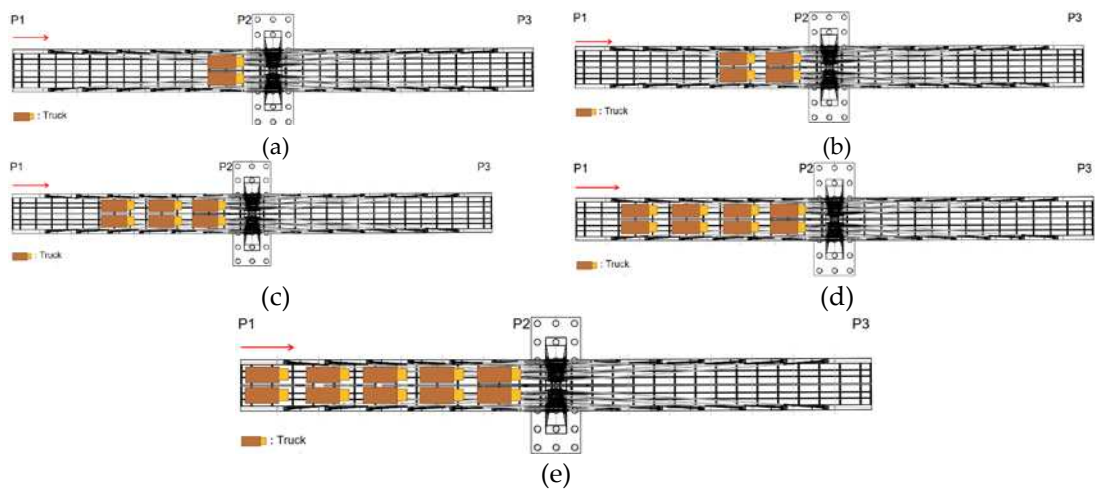 P1 P2 P3
: Truck
(a)
P1 P2 P3
: Truck
(b)
P1 P2 P3
: Truck
(c)
P1 P2 P3
: Truck
(d)
P1 P2 P3
: Truck
(e)